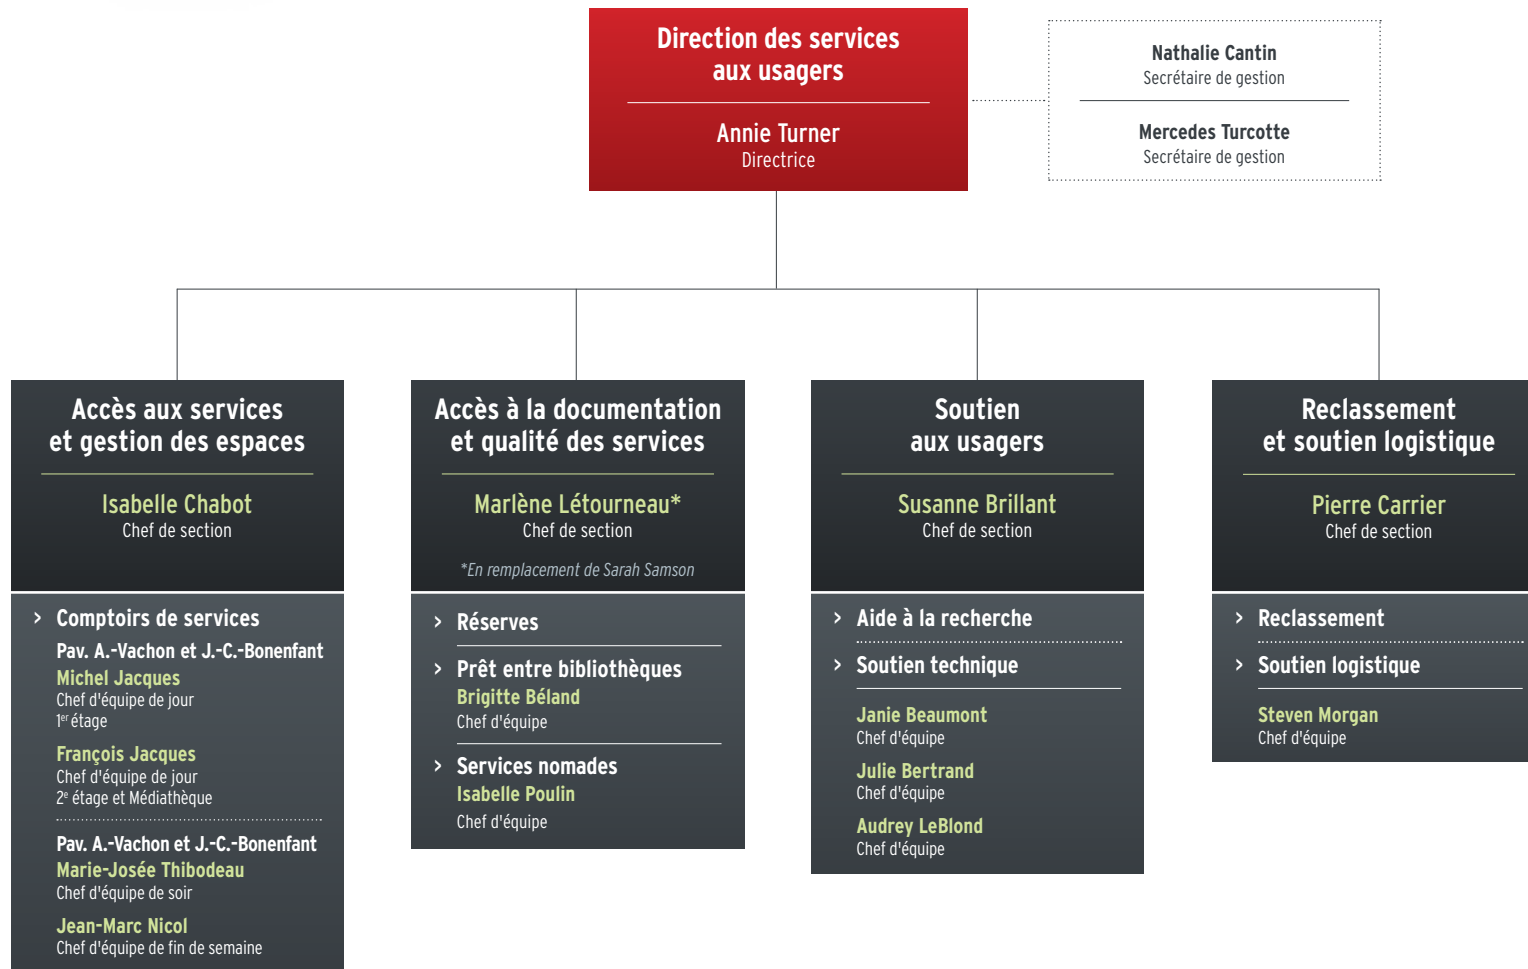 Direction des services
aux usagers
Annie Turner
Directrice
Nathalie Cantin
Secrétaire de gestion
Mercedes Turcotte
Secrétaire de gestion
Accès aux services
et gestion des espaces
Isabelle Chabot
Chef de section
> Comptoirs de services
Pav. A.-Vachon et J.-C.-Bonenfant
Michel Jacques
Chef d'équipe de jour
1er étage
François Jacques
Chef d'équipe de jour
2e étage et Médiathèque
Pav. A.-Vachon et J.-C.-Bonenfant
Marie-Josée Thibodeau
Chef d'équipe de soir
Jean-Marc Nicol
Chef d'équipe de fin de semaine
Accès à la documentation
et qualité des services
Marlène Létourneau*
Chef de section
*En remplacement de Sarah Samson
> Réserves
> Prêt entre bibliothèques
Brigitte Béland
Chef d'équipe
> Services nomades
Isabelle Poulin
Chef d'équipe
Soutien
aux usagers
Susanne Brillant
Chef de section
> Aide à la recherche
> Soutien technique
Janie Beaumont
Chef d'équipe
Julie Bertrand
Chef d'équipe
Audrey LeBlond
Chef d'équipe
Reclassement
et soutien logistique
Pierre Carrier
Chef de section
> Reclassement
> Soutien logistique
Steven Morgan
Chef d'équipe